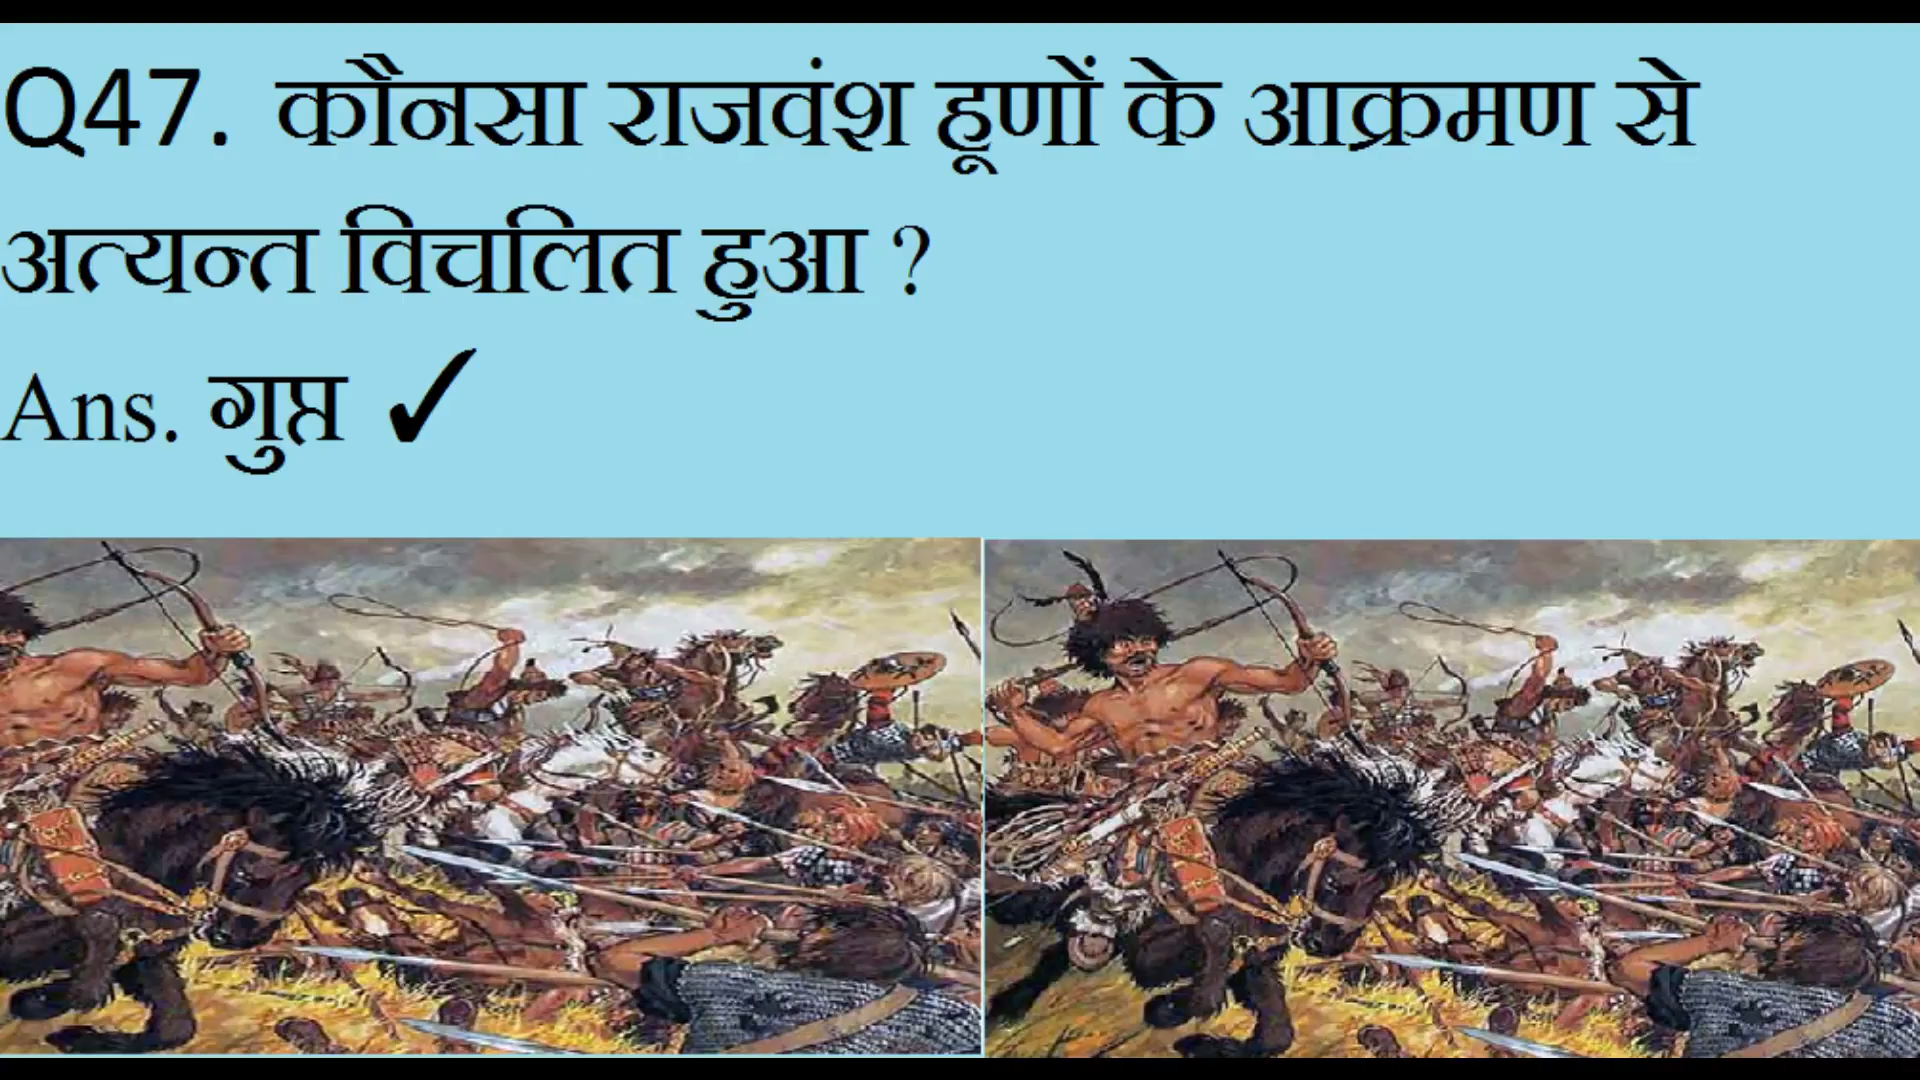 Q47. कौनसा राजवंश हूणों के आक्रमण से
अत्यन्त विचलित हुआ ?
Ans. गुप्त ✓